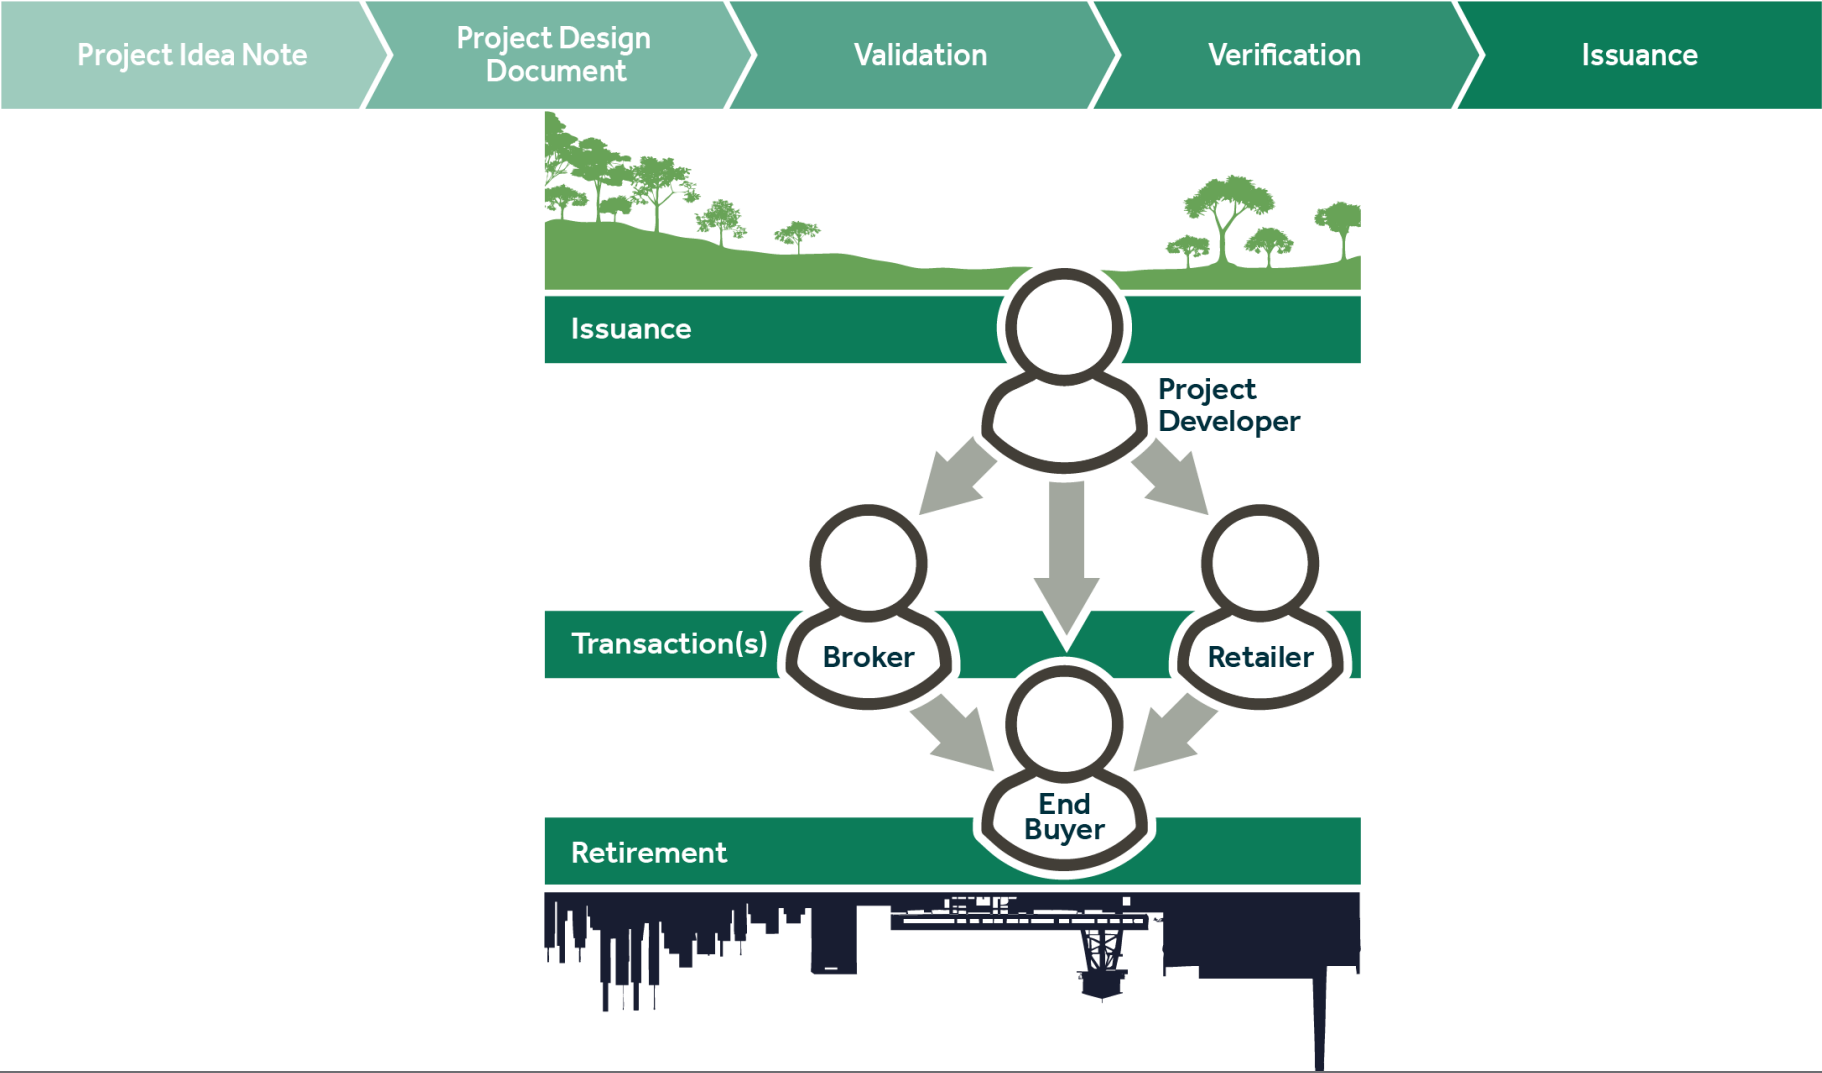 Project Idea Note
Project Design
Document
Validation
Verification
Issuance
Issuance
Project
Developer
Transaction(s)
Broker
Retailer
End
Buyer
Retirement